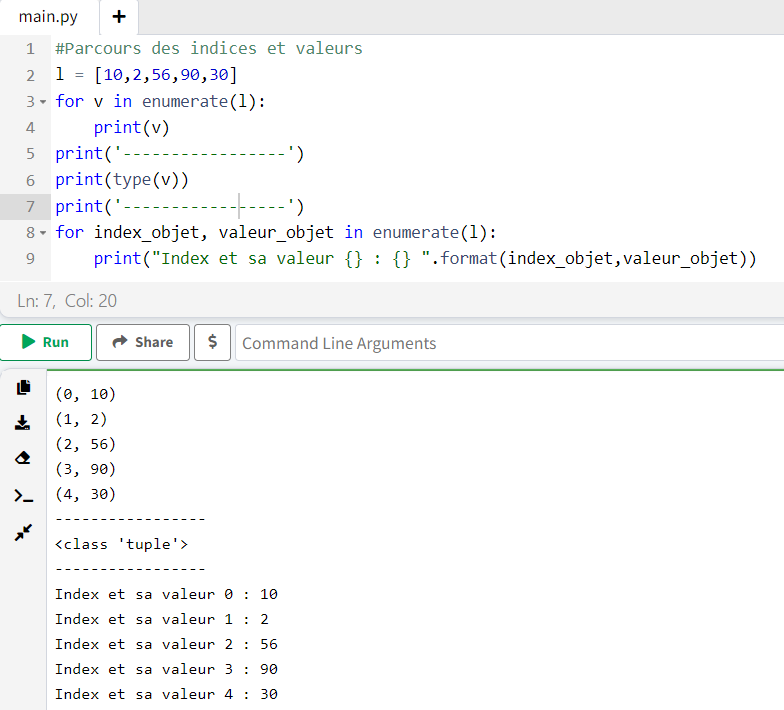 main.py +
1 #Parcours des indices et valeurs
2 l = [10,2,56,90,30]
3 for v in enumerate(l):
4     print(v)
5 print('-----------------')
6 print(type(v))
7 print('-----------------')
8 for index_objet, valeur_objet in enumerate(l):
9     print("Index et sa valeur {} : {} ".format(index_objet,valeur_objet))
Ln: 7, Col: 20
Run Share $ Command Line Arguments
(0, 10)
(1, 2)
(2, 56)
(3, 90)
(4, 30)
-----------------
<class 'tuple'>
-----------------
Index et sa valeur 0 : 10
Index et sa valeur 1 : 2
Index et sa valeur 2 : 56
Index et sa valeur 3 : 90
Index et sa valeur 4 : 30